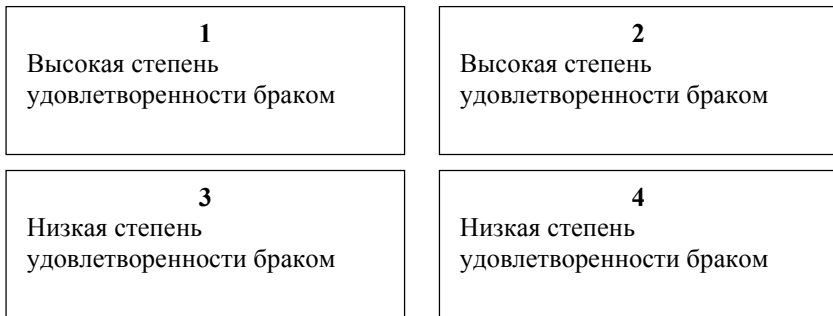 1
Высокая степень
удовлетворенности браком
2
Высокая степень
удовлетворенности браком
3
Низкая степень
удовлетворенности браком
4
Низкая степень
удовлетворенности браком